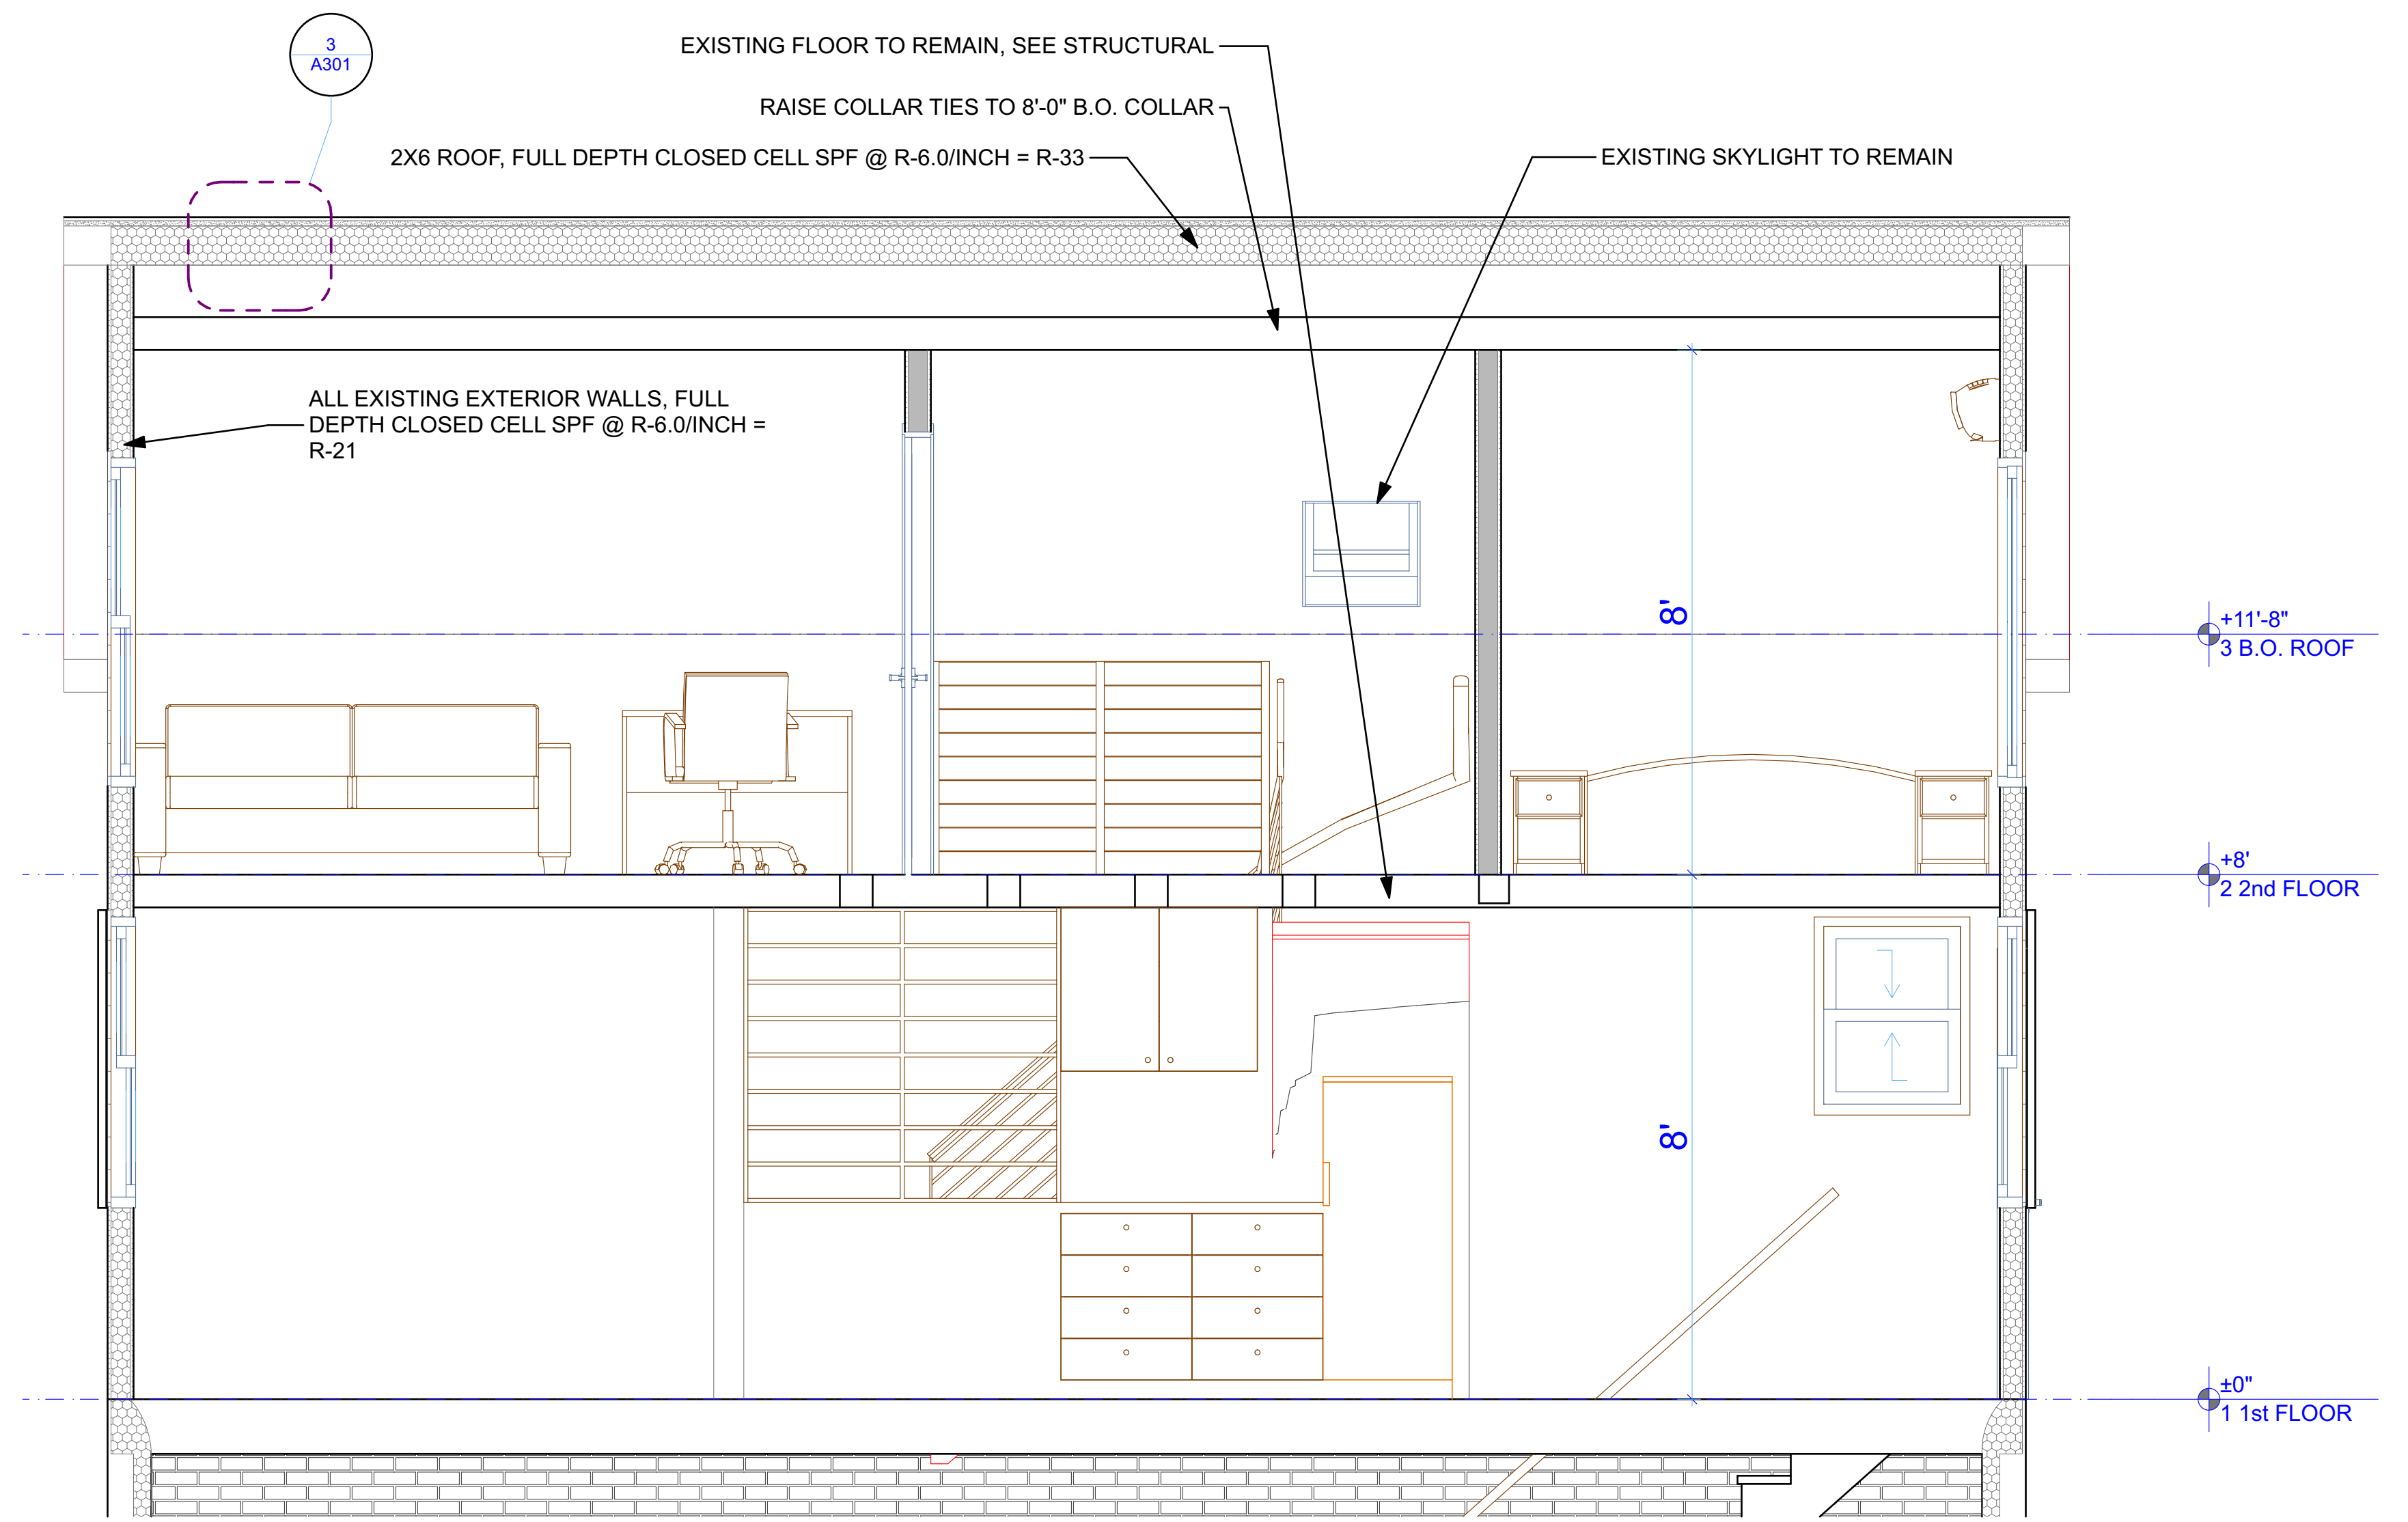 3
A301
EXISTING FLOOR TO REMAIN, SEE STRUCTURAL
RAISE COLLAR TIES TO 8'-0" B.O. COLLAR
2X6 ROOF, FULL DEPTH CLOSED CELL SPF @ R-6.0/INCH = R-33
EXISTING SKYLIGHT TO REMAIN
ALL EXISTING EXTERIOR WALLS, FULL
DEPTH CLOSED CELL SPF @ R-6.0/INCH =
R-21
8'
+11'-8"
3 B.O. ROOF
+8'
2 2nd FLOOR
8'
±0"
1 1st FLOOR